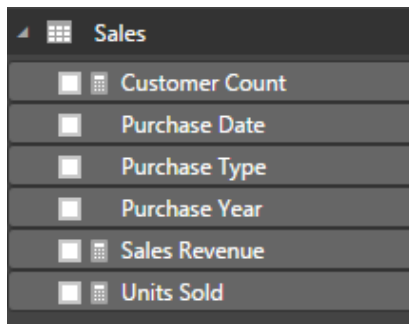 Sales
Customer Count
Purchase Date
Purchase Type
Purchase Year
Sales Revenue
Units Sold